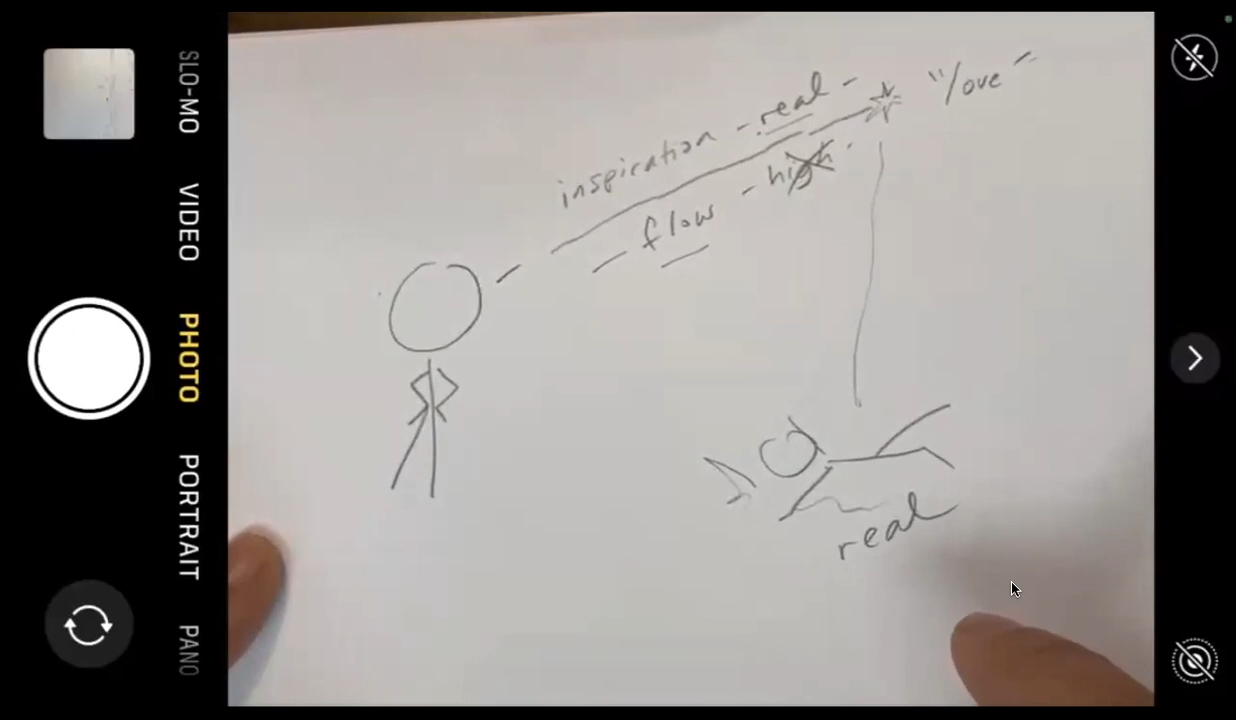 SLO-MO
VIDEO
PHOTO
PORTRAIT
PANO
inspiration - real -
"love"
- flow - high -
real